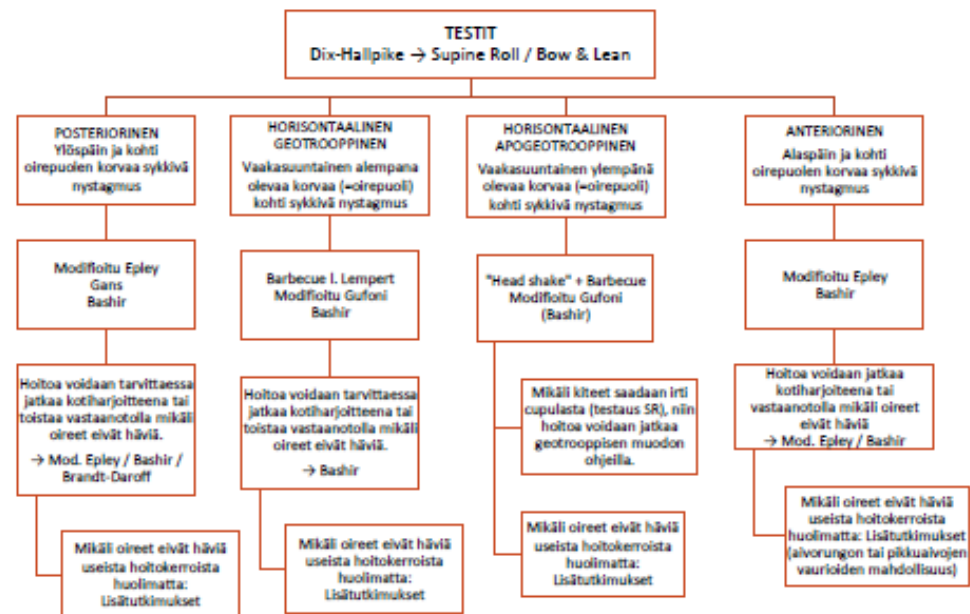 TESTIT
Dix-Hallpike → Supine Roll / Bow & Lean
POSTERIORINEN
Ylöspäin ja kohti
oirepuolen korvaa sykkivä
nystagmus
HORISONTAALINEN
GEOTROOPPINEN
Vaakasuuntainen alempana
olevaa korvaa (=oirepuoli)
kohti sykkivä nystagmus
HORISONTAALINEN
APOGEOTROOPPINEN
Vaakasuuntainen ylempänä
olevaa korvaa (=oirepuoli)
kohti sykkivä nystagmus
ANTERIORINEN
Alaspäin ja kohti
oirepuolen korvaa sykkivä
nystagmus
Modifioitu Epley
Gans
Bashir
Barbecue l. Lempert
Modifioitu Gufoni
Bashir
"Head shake" + Barbecue
Modifioitu Gufoni
(Bashir)
Modifioitu Epley
Bashir
Hoitoa voidaan tarvittaessa
jatkaa kotiharjoitteena tai
toistaa vastaanotolla mikäli
oireet eivät häviä.
→ Mod. Epley / Bashir /
Brandt-Daroff
Hoitoa voidaan tarvittaessa
jatkaa kotiharjoitteena tai
toistaa vastaanotolla mikäli
oireet eivät häviä.
→ Bashir
Mikäli kiteet saadaan irti
cupulasta (testaus SR), niin
hoitoa voidaan jatkaa
geotrooppisen muodon
ohjeilla.
Hoitoa voidaan jatkaa
kotiharjoitteena tai
vastaanotolla mikäli oireet
eivät häviä
→ Mod. Epley / Bashir
Mikäli oireet eivät häviä
useista hoitokerroista
huolimatta:
Lisätutkimukset
Mikäli oireet eivät häviä
useista hoitokerroista
huolimatta:
Lisätutkimukset
Mikäli oireet eivät häviä
useista hoitokerroista
huolimatta:
Lisätutkimukset
Mikäli oireet eivät häviä
useista hoitokerroista
huolimatta: Lisätutkimukset
(aivorungon tai pikkuaivojen
vaurioiden mahdollisuus)